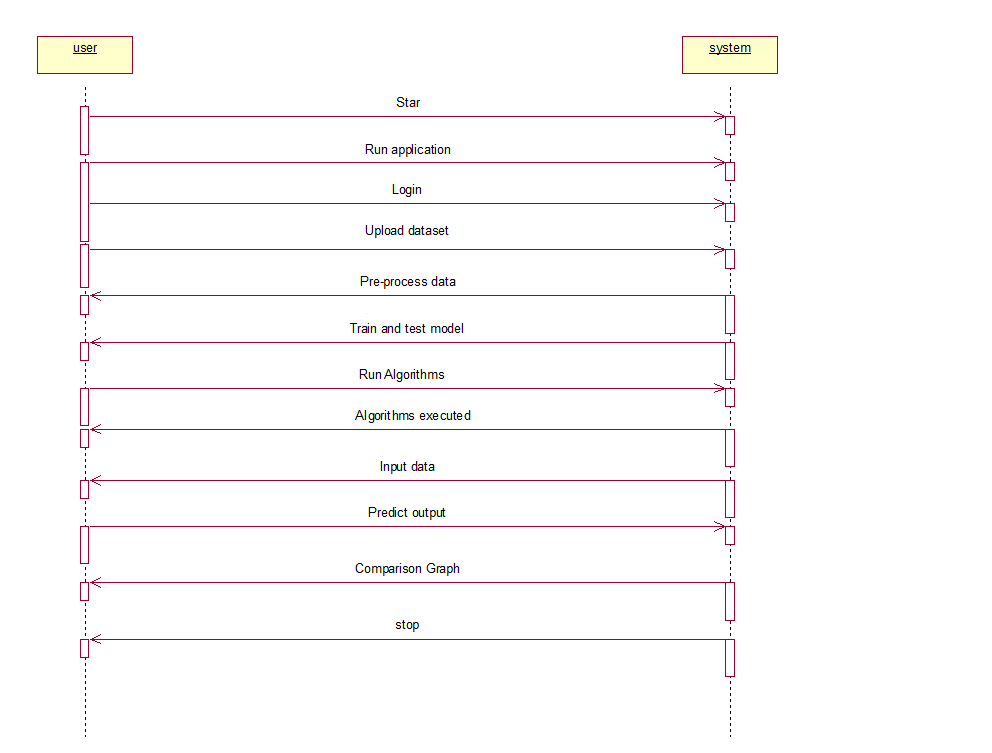 user
system
Star
Run application
Login
Upload dataset
Pre-process data
Train and test model
Run Algorithms
Algorithms executed
Input data
Predict output
Comparison Graph
stop